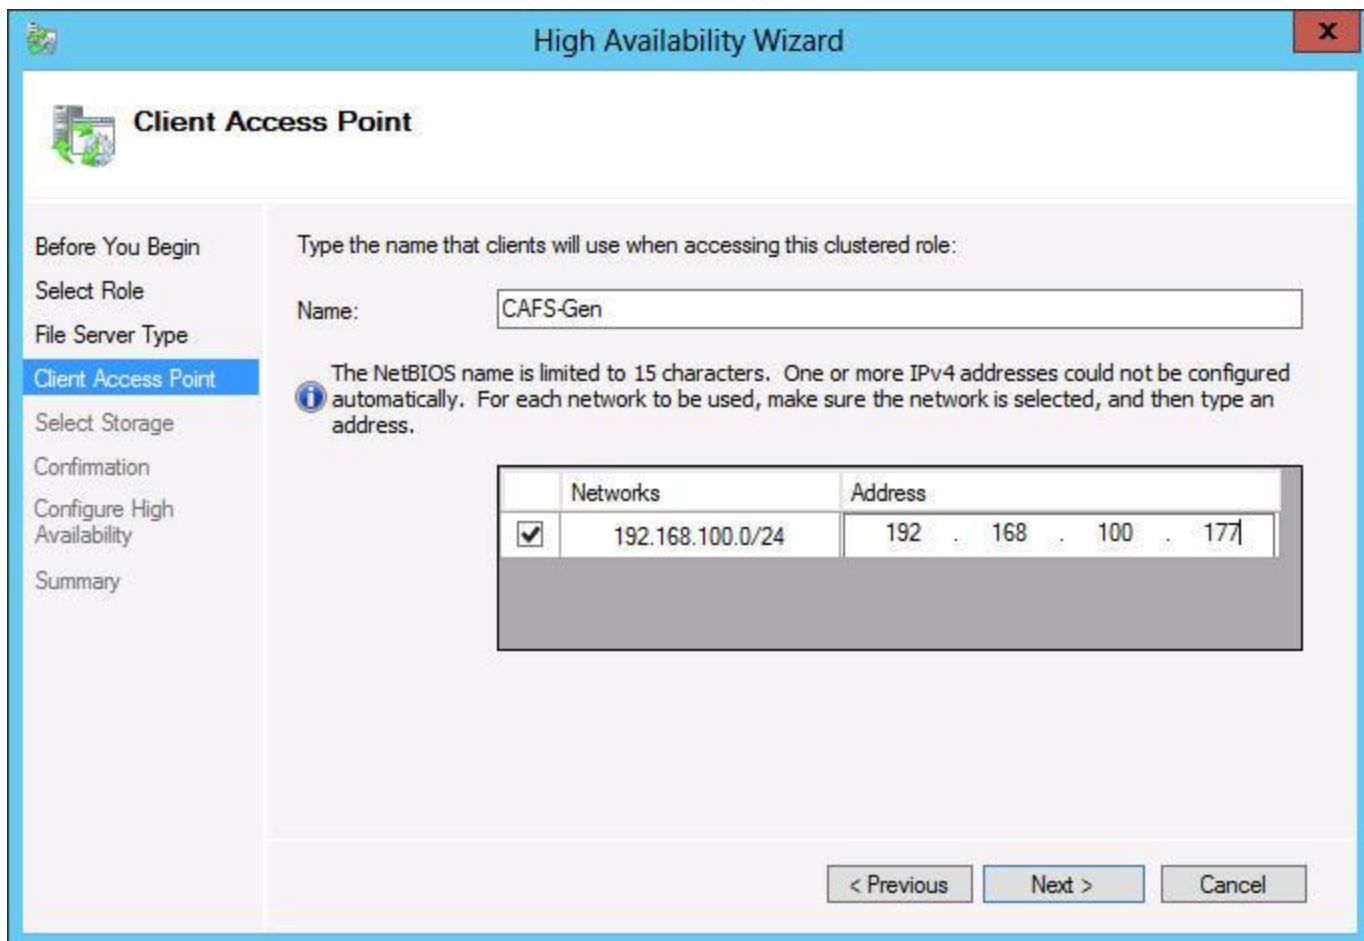 High Availability Wizard
x
Client Access Point
Before You Begin
Select Role
File Server Type
Client Access Point
Select Storage
Confirmation
Configure High
Availability
Summary
Type the name that clients will use when accessing this clustered role:
Name: CAFS-Gen
The NetBIOS name is limited to 15 characters. One or more IPv4 addresses could not be configured
automatically. For each network to be used, make sure the network is selected, and then type an
address.
Networks Address
192.168.100.0/24 192 . 168 . 100 . 177
< Previous Next > Cancel